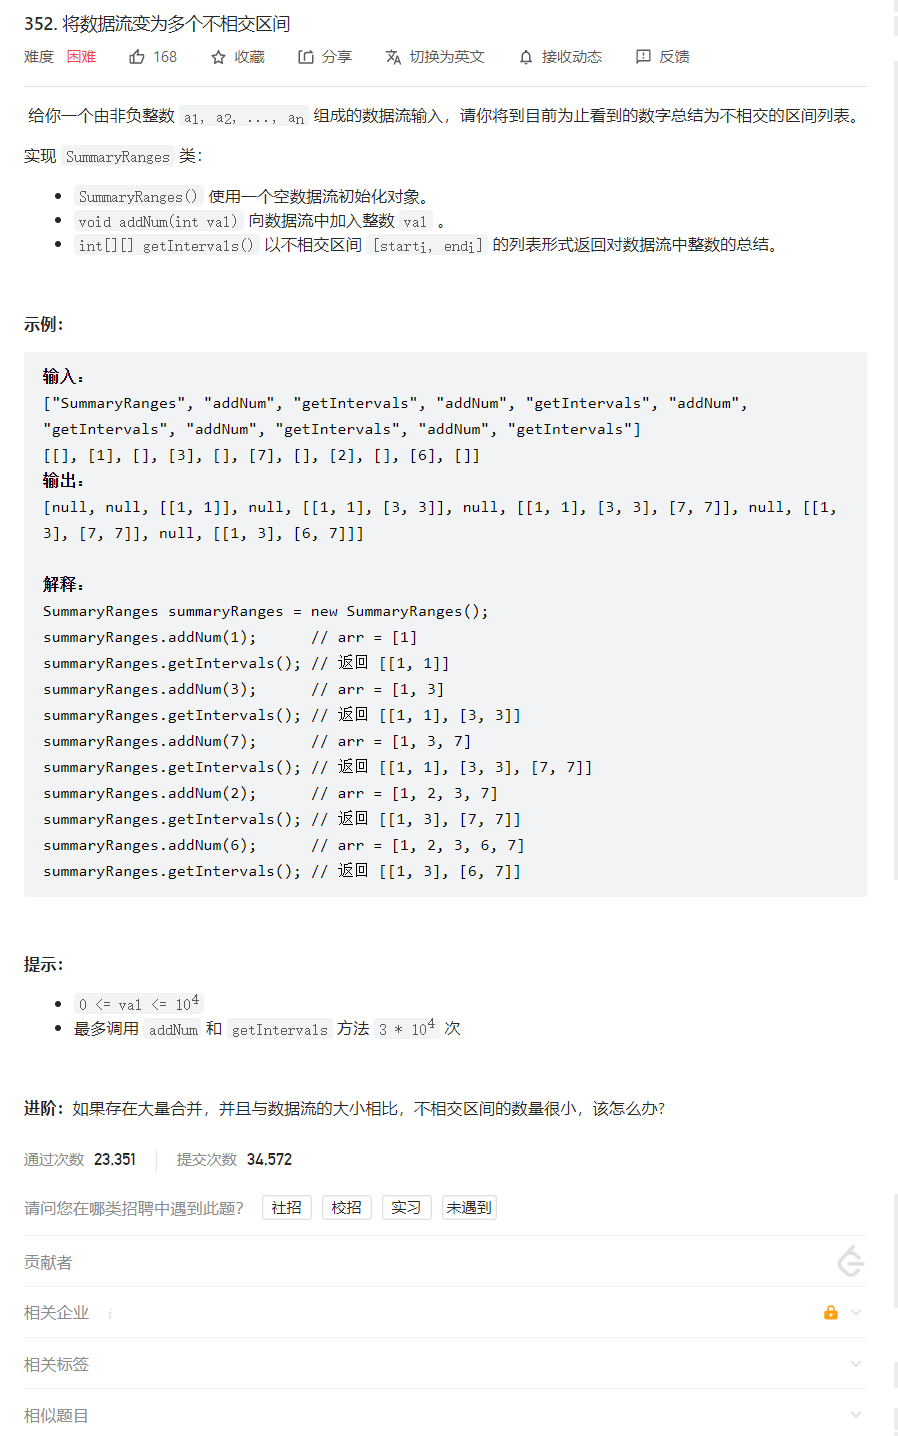 352. 将数据流变为多个不相交区间
难度 困难 168 收藏 分享 切换为英文 接收动态 反馈
给你一个由非负整数 a1, a2, ..., an 组成的数据流输入，请你将到目前为止看到的数字总结为不相交的区间列表。
实现 SummaryRanges 类：
• SummaryRanges() 使用一个空数据流初始化对象。
• void addNum(int val) 向数据流中加入整数 val 。
• int[][] getIntervals() 以不相交区间 [starti, endi] 的列表形式返回对数据流中整数的总结。
示例：
输入：
["SummaryRanges", "addNum", "getIntervals", "addNum", "getIntervals", "addNum",
"getIntervals", "addNum", "getIntervals", "addNum", "getIntervals"]
[[], [1], [], [3], [], [7], [], [2], [], [6], []]
输出：
[null, null, [[1, 1]], null, [[1, 1], [3, 3]], null, [[1, 1], [3, 3], [7, 7]], null, [[1,
3], [7, 7]], null, [[1, 3], [6, 7]]]
解释：
SummaryRanges summaryRanges = new SummaryRanges();
summaryRanges.addNum(1);      // arr = [1]
summaryRanges.getIntervals(); // 返回 [[1, 1]]
summaryRanges.addNum(3);      // arr = [1, 3]
summaryRanges.getIntervals(); // 返回 [[1, 1], [3, 3]]
summaryRanges.addNum(7);      // arr = [1, 3, 7]
summaryRanges.getIntervals(); // 返回 [[1, 1], [3, 3], [7, 7]]
summaryRanges.addNum(2);      // arr = [1, 2, 3, 7]
summaryRanges.getIntervals(); // 返回 [[1, 3], [7, 7]]
summaryRanges.addNum(6);      // arr = [1, 2, 3, 6, 7]
summaryRanges.getIntervals(); // 返回 [[1, 3], [6, 7]]
提示：
• 0 <= val <= 10^4
• 最多调用 addNum 和 getIntervals 方法 3 * 10^4 次
进阶：如果存在大量合并，并且与数据流的大小相比，不相交区间的数量很小，该怎么办?
通过次数 23,351 提交次数 34,572
请问您在哪类招聘中遇到此题？ 社招 校招 实习 未遇到
贡献者
相关企业 i
相关标签
相似题目